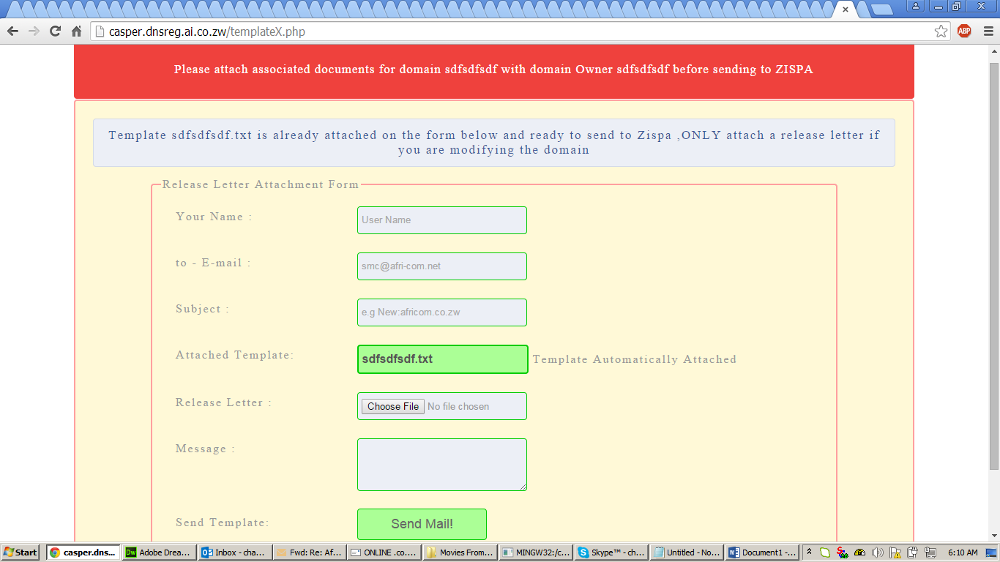 casper.dnsreg.ai.co.zw/templateX.php
ABP
Please attach associated documents for domain sdfsdfsdf with domain Owner sdfsdfsdf before sending to ZISPA
Template sdfsdfsdf.txt is already attached on the form below and ready to send to Zispa ,ONLY attach a release letter if
you are modifying the domain
Release Letter Attachment Form
Your Name :
User Name
to - E-mail :
smc@afri-com.net
Subject :
e.g New:africom.co.zw
Attached Template:
sdfsdfsdf.txt
Template Automatically Attached
Release Letter :
Choose File No file chosen
Message :
Send Template:
Send Mail!
Start
casper.dns...
Dw Adobe Drea...
Inbox - cha...
Fwd: Re: Af...
ONLINE .co....
Movies From...
MINGW32:/c...
Skype™ - ch...
Untitled - No...
Document1 - ...
6:10 AM